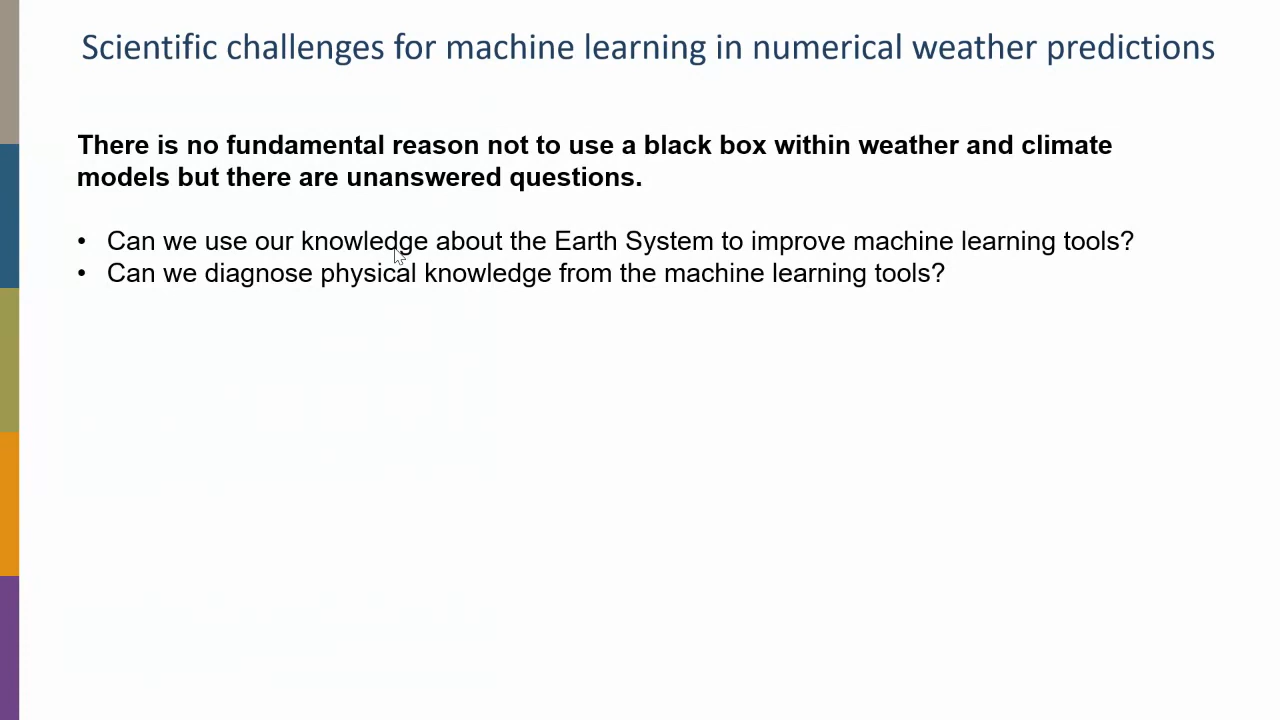 Scientific challenges for machine learning in numerical weather predictions
There is no fundamental reason not to use a black box within weather and climate
models but there are unanswered questions.
• Can we use our knowledge about the Earth System to improve machine learning tools?
• Can we diagnose physical knowledge from the machine learning tools?